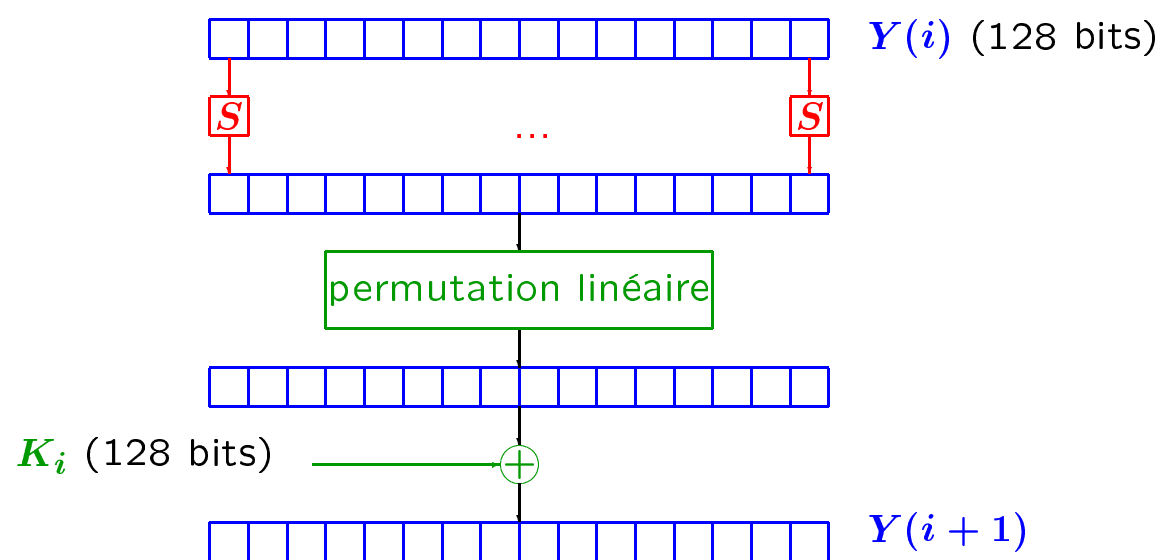 Y(i) (128 bits)
S ... S
permutation linéaire
K_i (128 bits)
+
Y(i + 1)